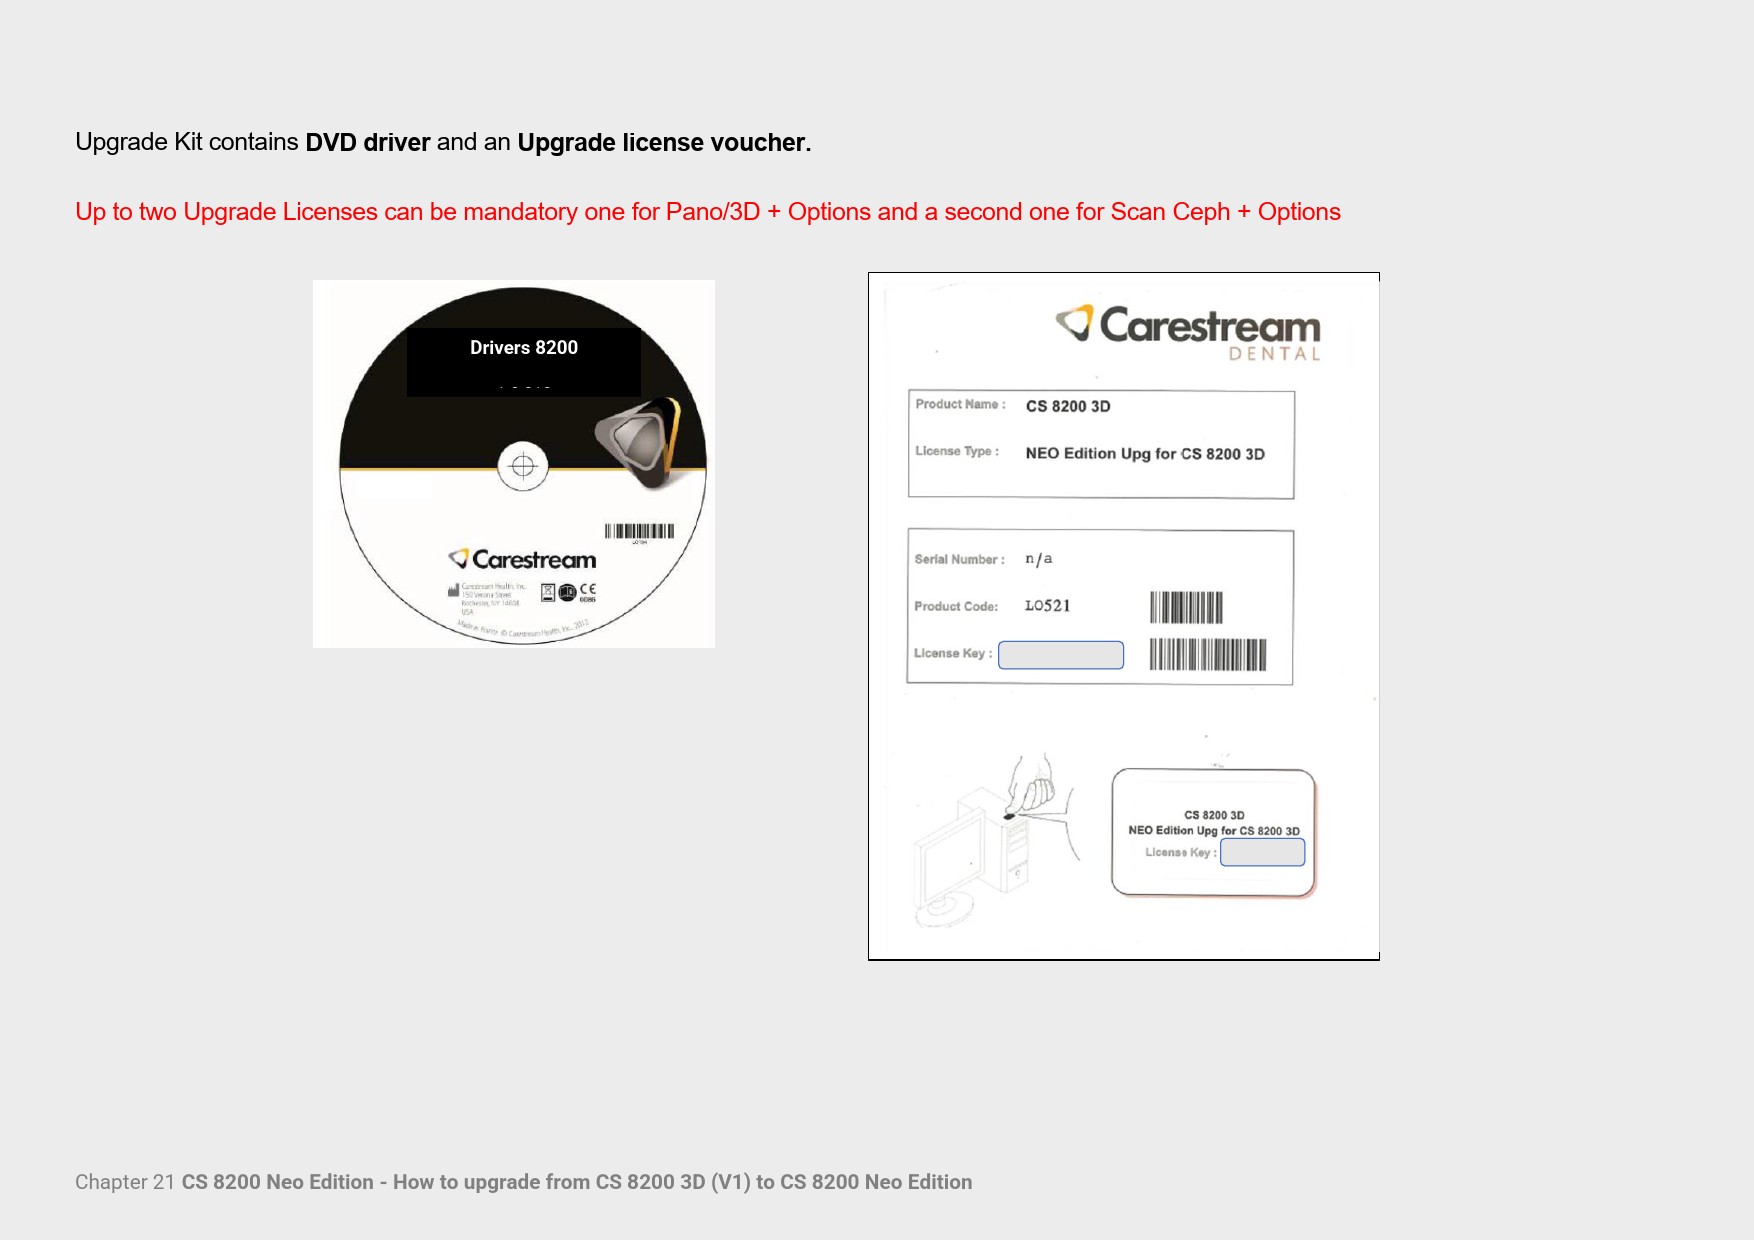 Upgrade Kit contains DVD driver and an Upgrade license voucher.
Up to two Upgrade Licenses can be mandatory one for Pano/3D + Options and a second one for Scan Ceph + Options
Drivers 8200
Carestream
Carestream Health, Inc.
150 Verona Street
Rochester, NY 14608
USA
CE
0086
Made in France © Carestream Health, Inc., 2012
Carestream
DENTAL
Product Name : CS 8200 3D
License Type : NEO Edition Upg for CS 8200 3D
Serial Number : n/a
Product Code: LO521
License Key :
CS 8200 3D
NEO Edition Upg for CS 8200 3D
License Key :
Chapter 21 CS 8200 Neo Edition - How to upgrade from CS 8200 3D (V1) to CS 8200 Neo Edition